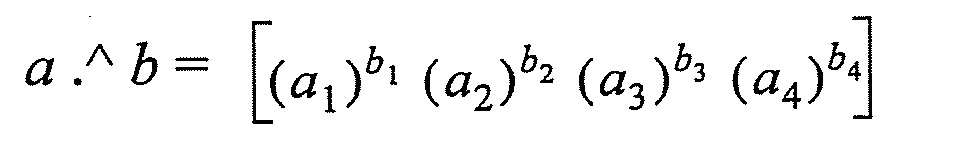 a .^ b = [(a₁)^b₁ (a₂)^b₂ (a₃)^b₃ (a₄)^b₄]